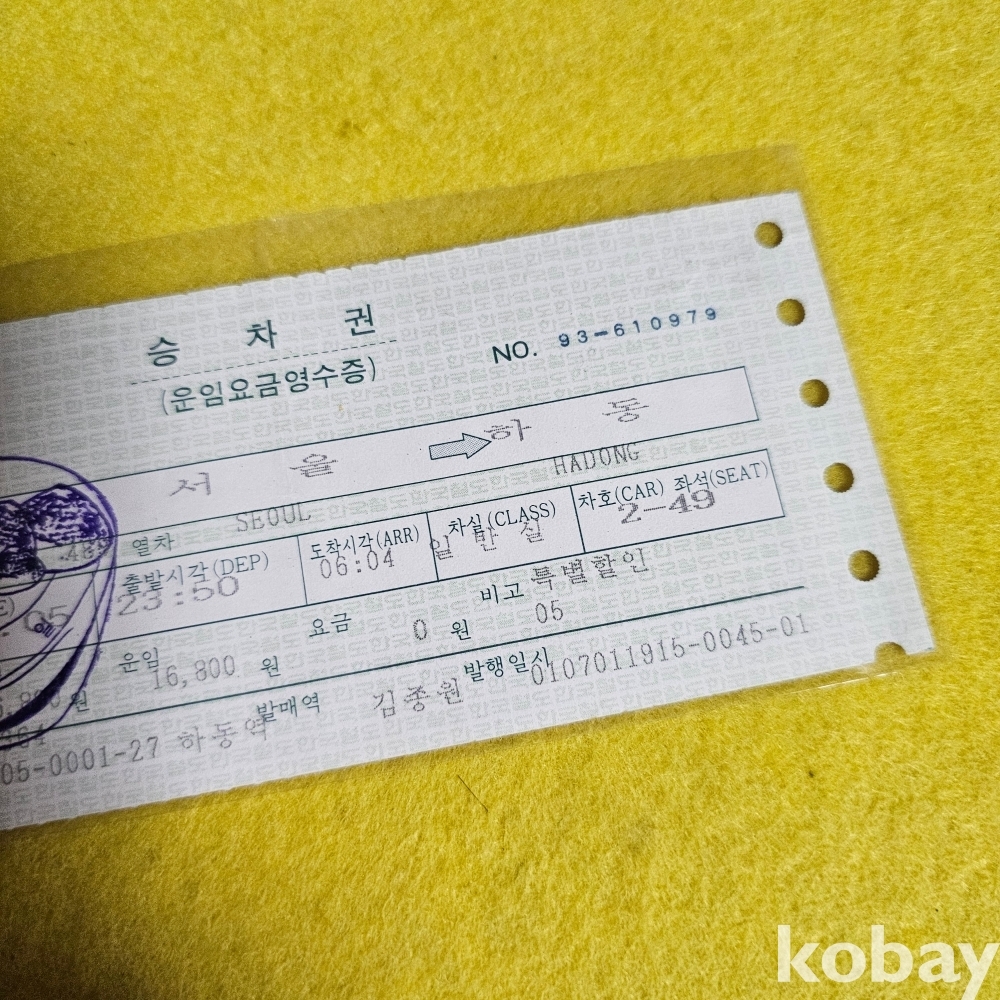 승 차 권
(운임요금영수증)
NO. 93-610979
서 울 ⇨ 하 동
SEOUL HADONG
열차 출발시각(DEP) 도착시각(ARR) 차실(CLASS) 차호(CAR) 좌석(SEAT)
05 23:50 06:04 일 반 실 2-49
운임 16,800 원 요금 0 원 비고 특별할인
05
원 발매역 김종원 발행일시 0107011915-0045-01
05-0001-27 하동역
kobay